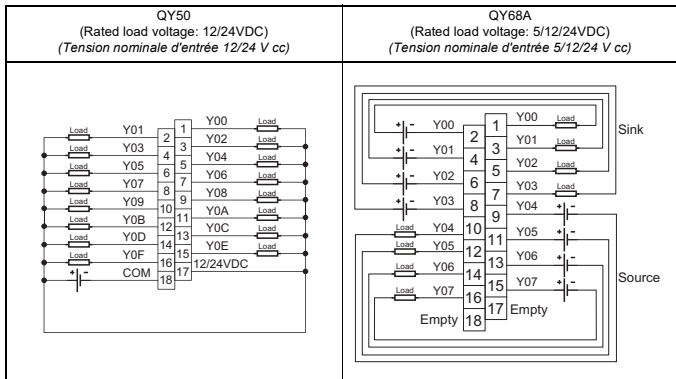 QY50
(Rated load voltage: 12/24VDC)
(Tension nominale d'entrée 12/24 V cc)
QY68A
(Rated load voltage: 5/12/24VDC)
(Tension nominale d'entrée 5/12/24 V cc)
1 Y00 Load
Load Y01 2
3 Y02 Load
Load Y03 4
5 Y04 Load
Load Y05 6
7 Y06 Load
Load Y07 8
9 Y08 Load
Load Y09 10
11 Y0A Load
Load Y0B 12
13 Y0C Load
Load Y0D 14
15 Y0E Load
Load Y0F 16
17 12/24VDC
+ - COM 18
1 Y00 Load
+ - Y00 2
Sink
3 Y01 Load
+ - Y01 4
5 Y02 Load
+ - Y02 6
7 Y03 Load
+ - Y03 8
9 Y04 + -
Load Y04 10
11 Y05 + -
Load Y05 12
13 Y06 + -
Load Y06 14
Source
15 Y07 + -
Load Y07 16
17 Empty
Empty 18